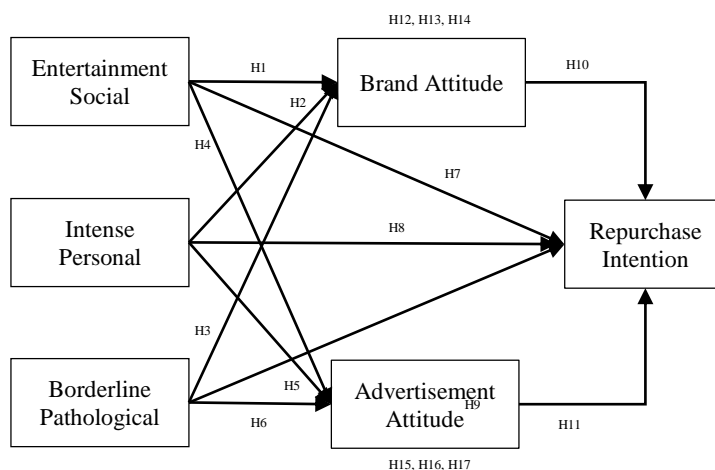 H12, H13, H14
Entertainment
Social
H1
Brand Attitude
H10
H2
H4
H7
Intense
Personal
H8
Repurchase
Intention
H3
H5
Borderline
Pathological
H6
Advertisement
Attitude
H9
H11
H15, H16, H17